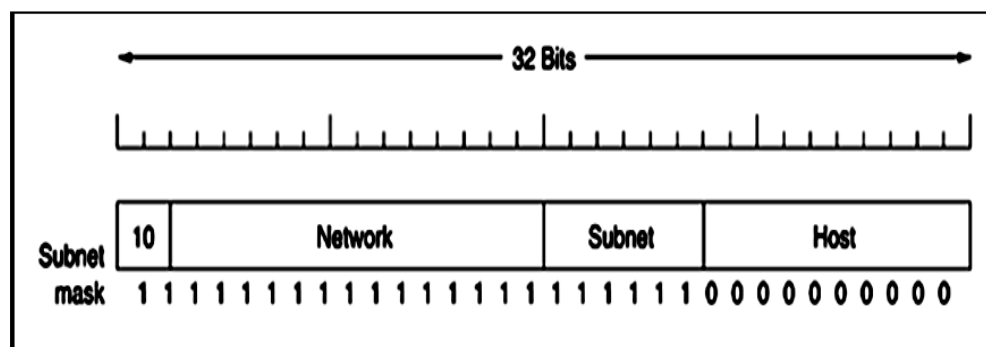 32 Bits
10 Network Subnet Host
Subnet
mask 1 1 1 1 1 1 1 1 1 1 1 1 1 1 1 1 1 1 1 1 1 1 0 0 0 0 0 0 0 0 0 0